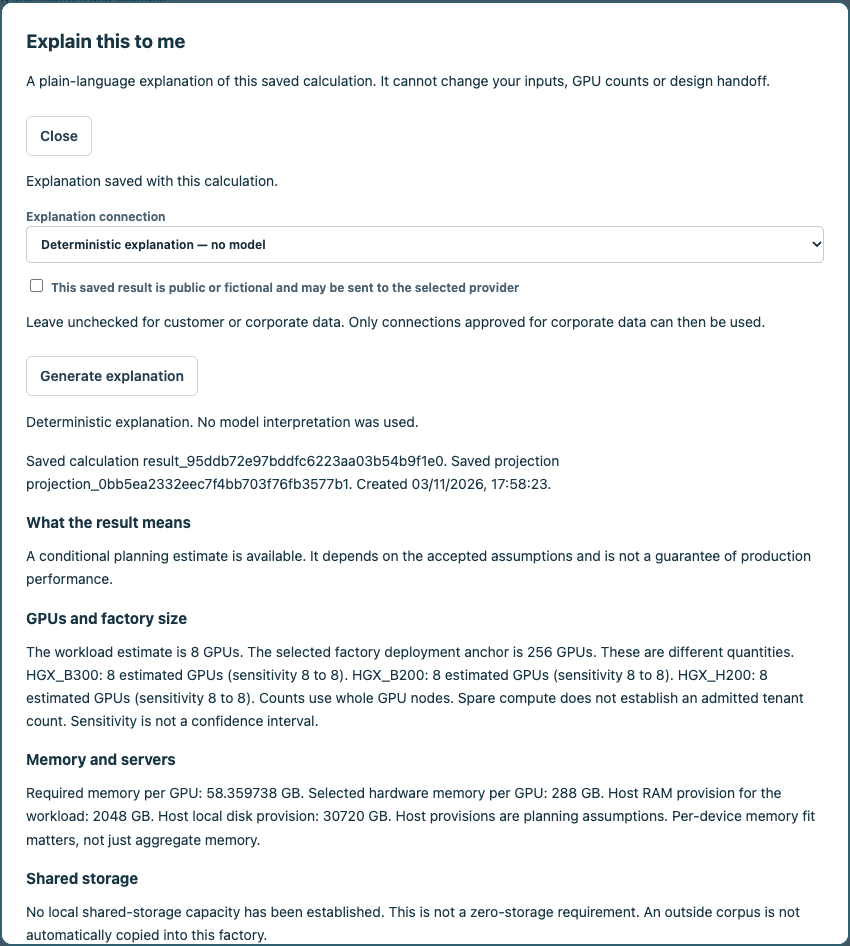 Explain this to me
A plain-language explanation of this saved calculation. It cannot change your inputs, GPU counts or design handoff.
Close
Explanation saved with this calculation.
Explanation connection
Deterministic explanation — no model
This saved result is public or fictional and may be sent to the selected provider
Leave unchecked for customer or corporate data. Only connections approved for corporate data can then be used.
Generate explanation
Deterministic explanation. No model interpretation was used.
Saved calculation result_95ddb72e97bddfc6223aa03b54b9f1e0. Saved projection
projection_0bb5ea2332eec7f4bb703f76fb3577b1. Created 03/11/2026, 17:58:23.
What the result means
A conditional planning estimate is available. It depends on the accepted assumptions and is not a guarantee of production
performance.
GPUs and factory size
The workload estimate is 8 GPUs. The selected factory deployment anchor is 256 GPUs. These are different quantities.
HGX_B300: 8 estimated GPUs (sensitivity 8 to 8). HGX_B200: 8 estimated GPUs (sensitivity 8 to 8). HGX_H200: 8
estimated GPUs (sensitivity 8 to 8). Counts use whole GPU nodes. Spare compute does not establish an admitted tenant
count. Sensitivity is not a confidence interval.
Memory and servers
Required memory per GPU: 58.359738 GB. Selected hardware memory per GPU: 288 GB. Host RAM provision for the
workload: 2048 GB. Host local disk provision: 30720 GB. Host provisions are planning assumptions. Per-device memory fit
matters, not just aggregate memory.
Shared storage
No local shared-storage capacity has been established. This is not a zero-storage requirement. An outside corpus is not
automatically copied into this factory.